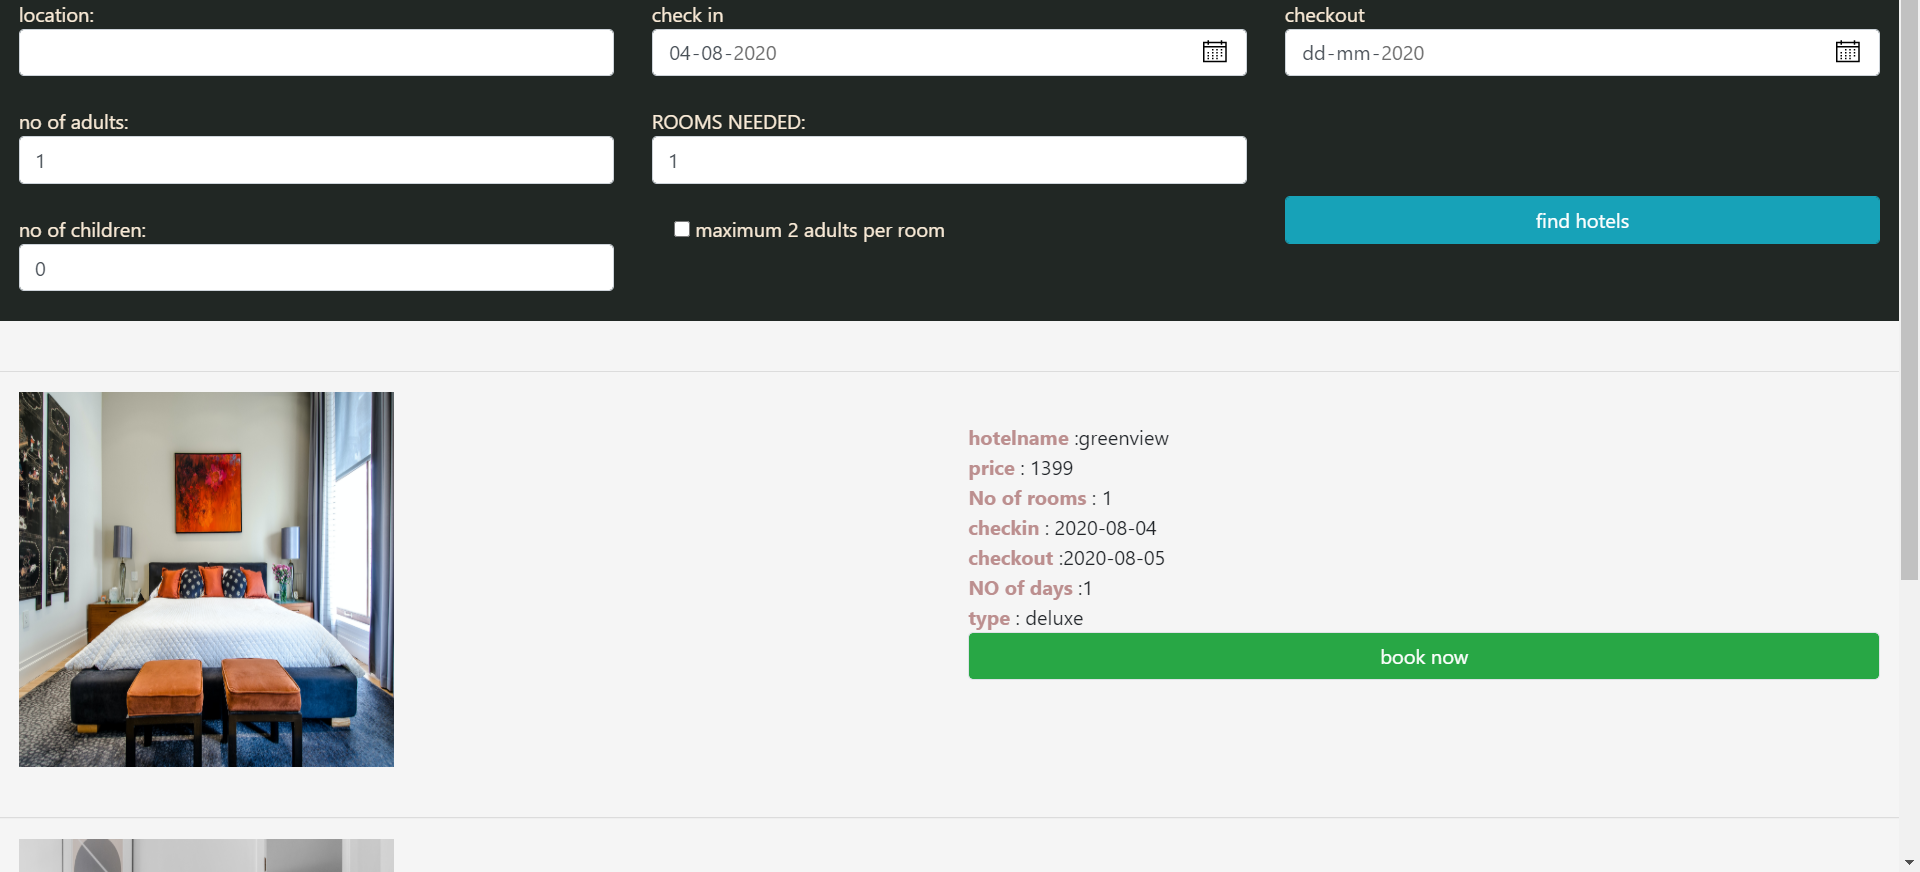 location:
check in
checkout
04-08-2020
dd-mm-2020
no of adults:
ROOMS NEEDED:
1
1
no of children:
maximum 2 adults per room
find hotels
0
hotelname :greenview
price : 1399
No of rooms : 1
checkin : 2020-08-04
checkout :2020-08-05
NO of days :1
type : deluxe
book now